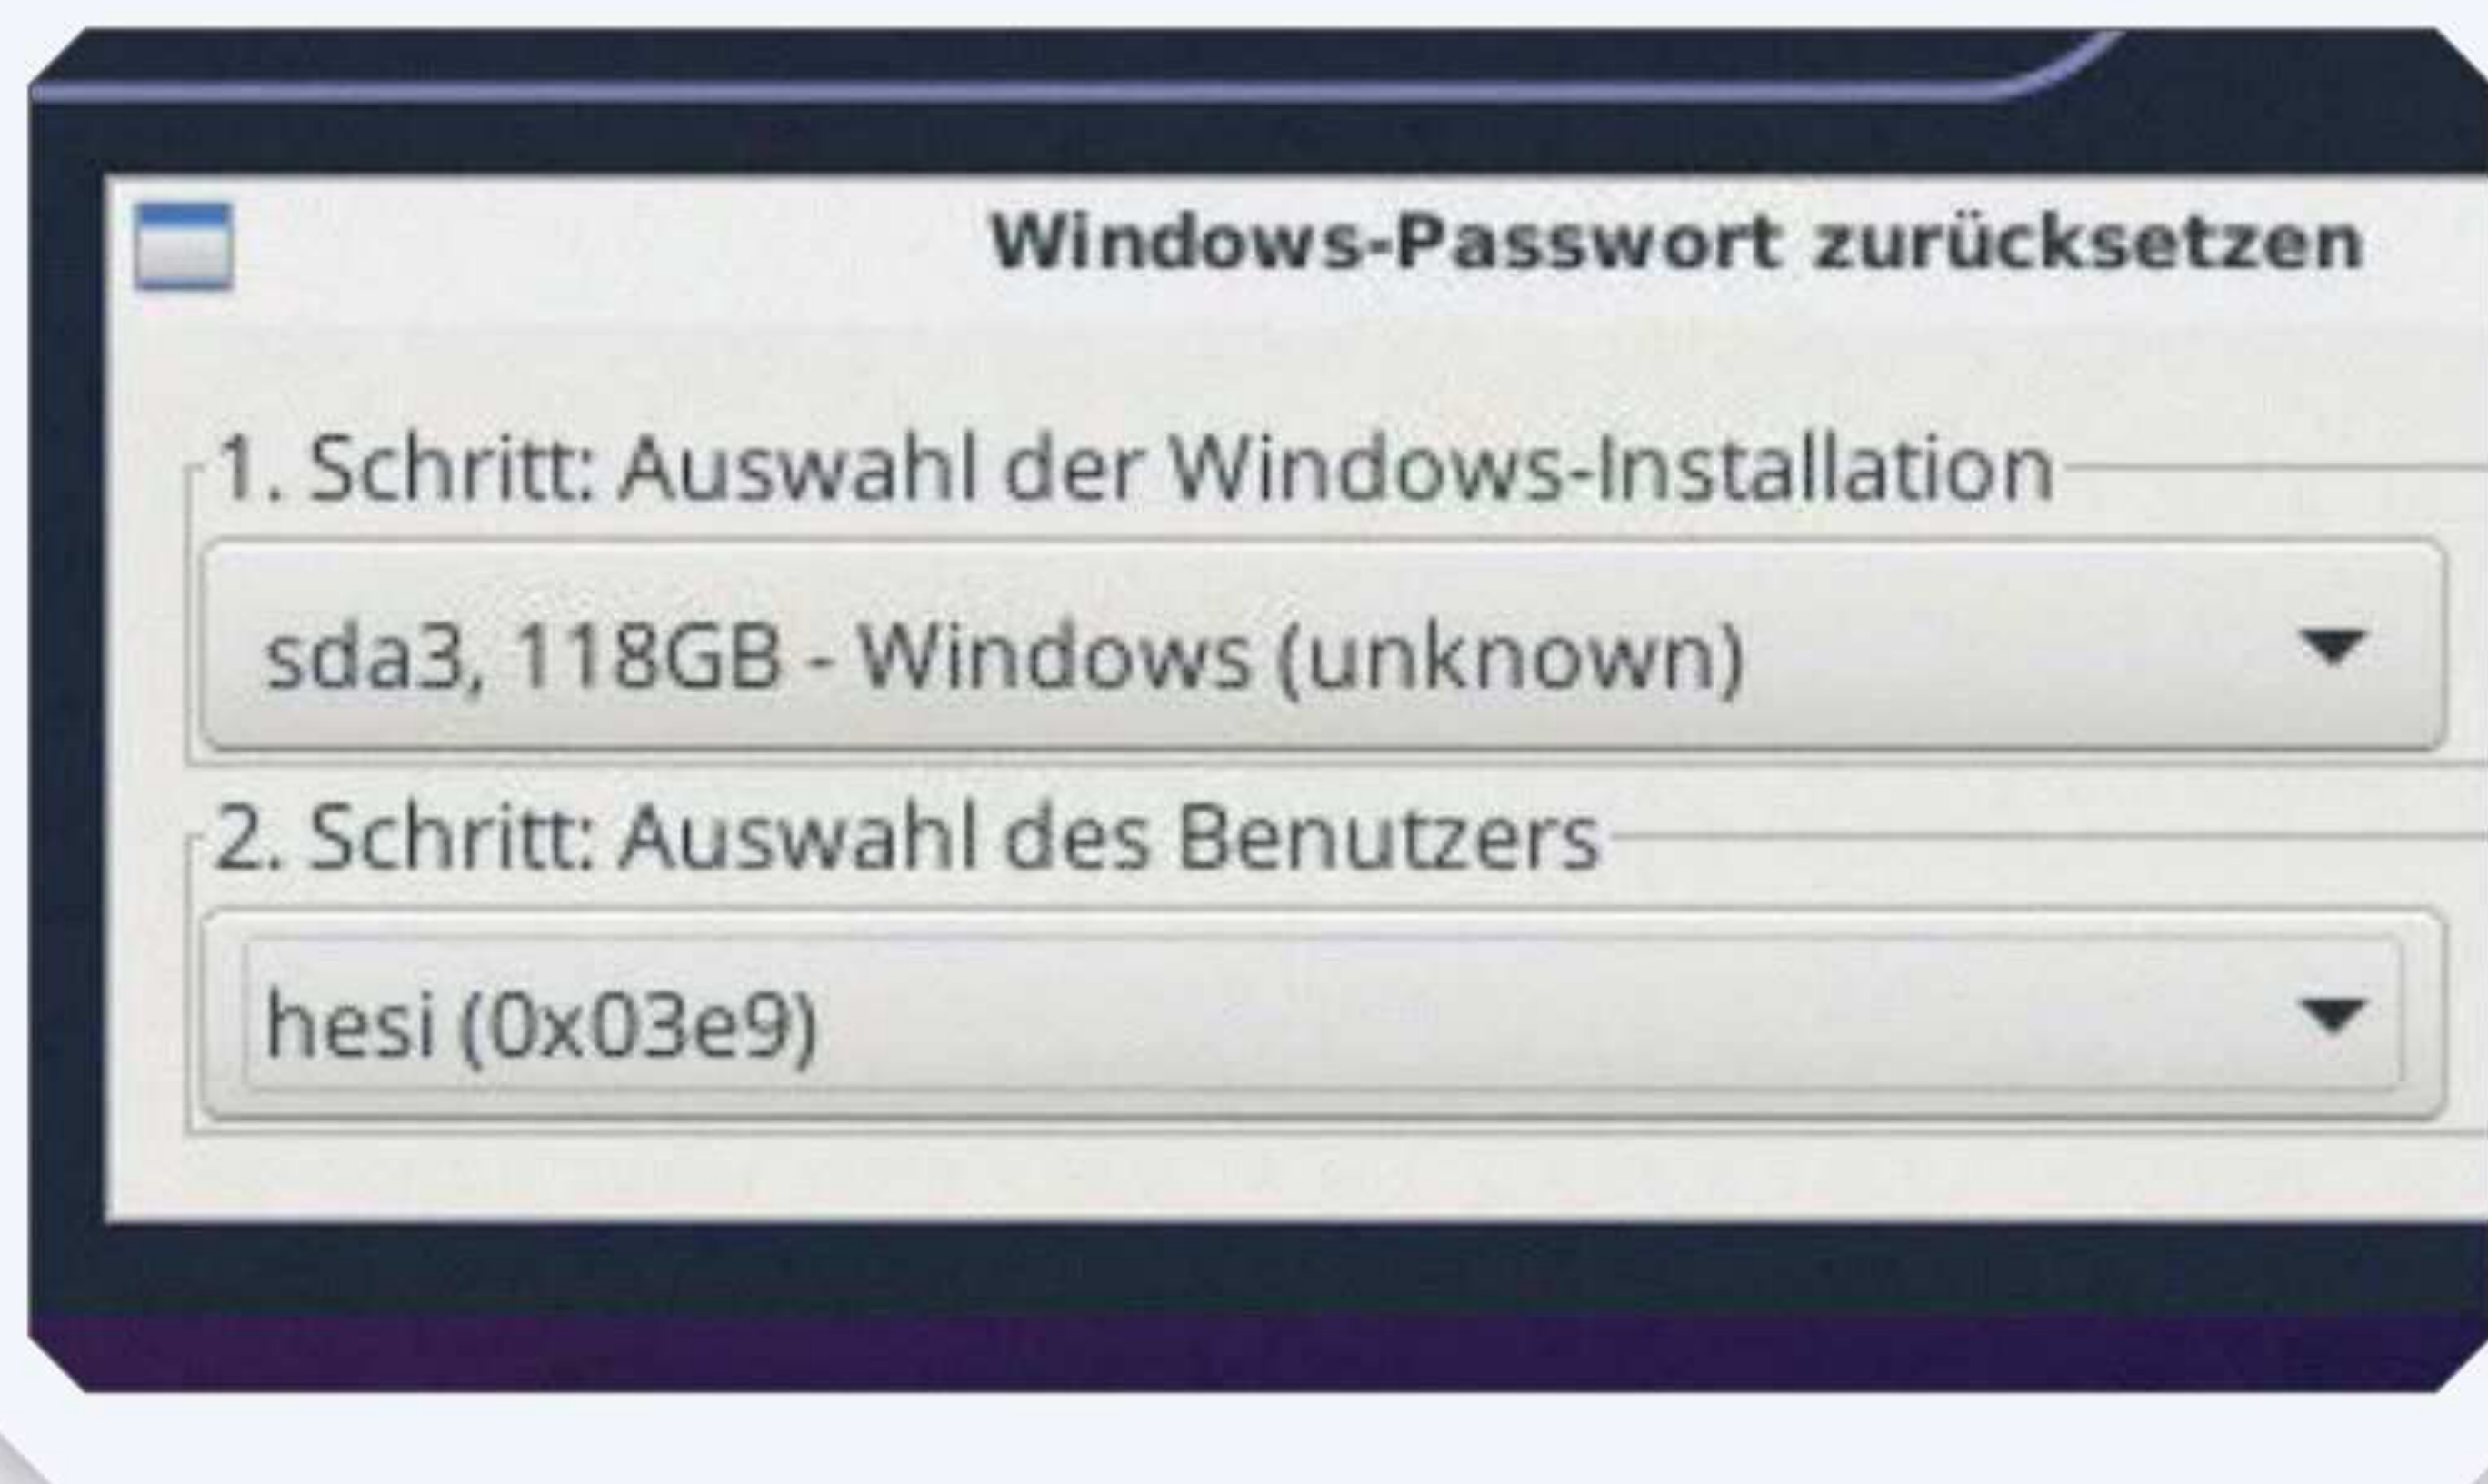 Windows-Passwort zurücksetzen
1. Schritt: Auswahl der Windows-Installation
sda3, 118GB - Windows (unknown)
2. Schritt: Auswahl des Benutzers
hesi (0x03e9)